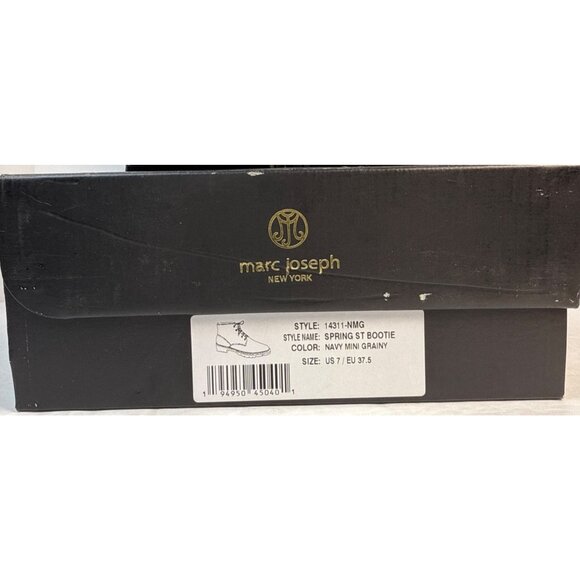 marc joseph
NEW YORK
STYLE: 14311-NMG
STYLE NAME: SPRING ST BOOTIE
COLOR: NAVY MINI GRAINY
SIZE: US 7 / EU 37.5
1 94950 45040 1